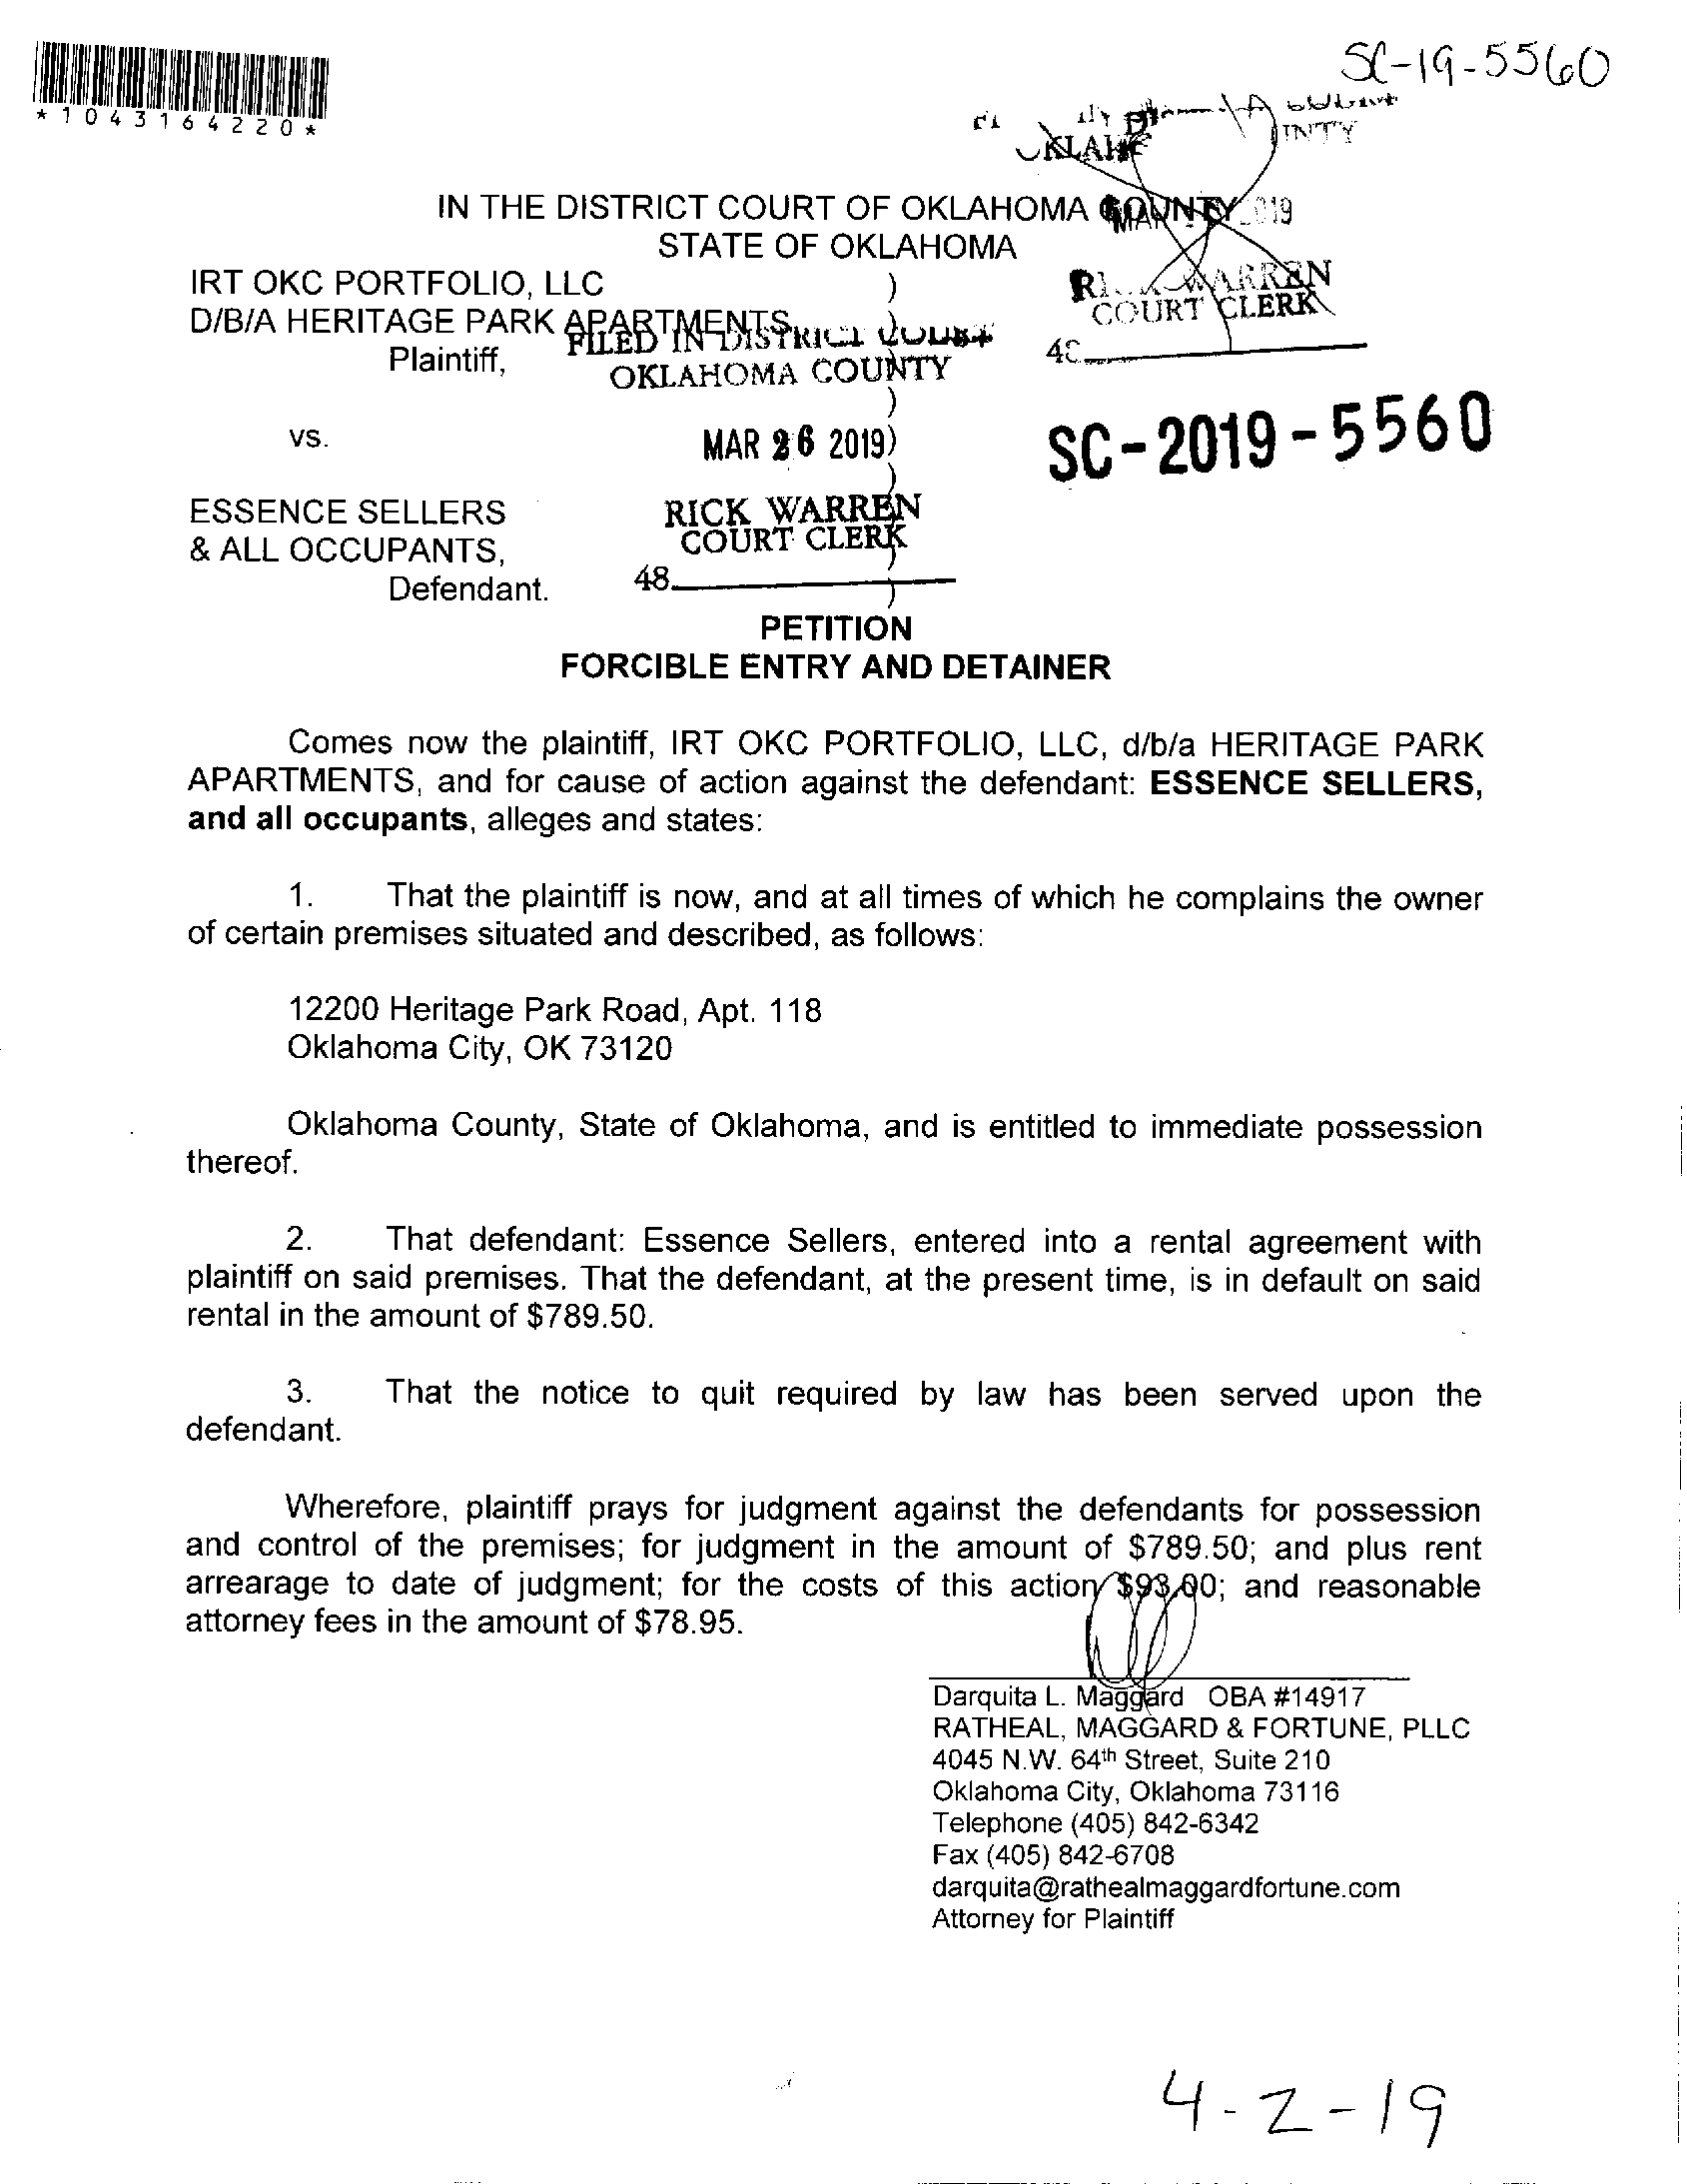 SC-19-5560
*1043164220*
IN THE DISTRICT COURT OF OKLAHOMA COUNTY
STATE OF OKLAHOMA
COURT CLERK
IRT OKC PORTFOLIO, LLC )
D/B/A HERITAGE PARK APARTMENTS, )
Plaintiff,
FILED IN DISTRICT COURT
OKLAHOMA COUNTY
)
vs.
MAR 26 2019 )
SC-2019-5560
)
ESSENCE SELLERS
& ALL OCCUPANTS,
Defendant.
RICK WARREN
COURT CLERK
48
)
PETITION
FORCIBLE ENTRY AND DETAINER
Comes now the plaintiff, IRT OKC PORTFOLIO, LLC, d/b/a HERITAGE PARK
APARTMENTS, and for cause of action against the defendant: ESSENCE SELLERS,
and all occupants, alleges and states:
1. That the plaintiff is now, and at all times of which he complains the owner
of certain premises situated and described, as follows:
12200 Heritage Park Road, Apt. 118
Oklahoma City, OK 73120
Oklahoma County, State of Oklahoma, and is entitled to immediate possession
thereof.
2. That defendant: Essence Sellers, entered into a rental agreement with
plaintiff on said premises. That the defendant, at the present time, is in default on said
rental in the amount of $789.50.
3. That the notice to quit required by law has been served upon the
defendant.
Wherefore, plaintiff prays for judgment against the defendants for possession
and control of the premises; for judgment in the amount of $789.50; and plus rent
arrearage to date of judgment; for the costs of this action $93.00; and reasonable
attorney fees in the amount of $78.95.
Darquita L. Maggard OBA #14917
RATHEAL, MAGGARD & FORTUNE, PLLC
4045 N.W. 64th Street, Suite 210
Oklahoma City, Oklahoma 73116
Telephone (405) 842-6342
Fax (405) 842-6708
darquita@rathealmaggardfortune.com
Attorney for Plaintiff
4-2-19